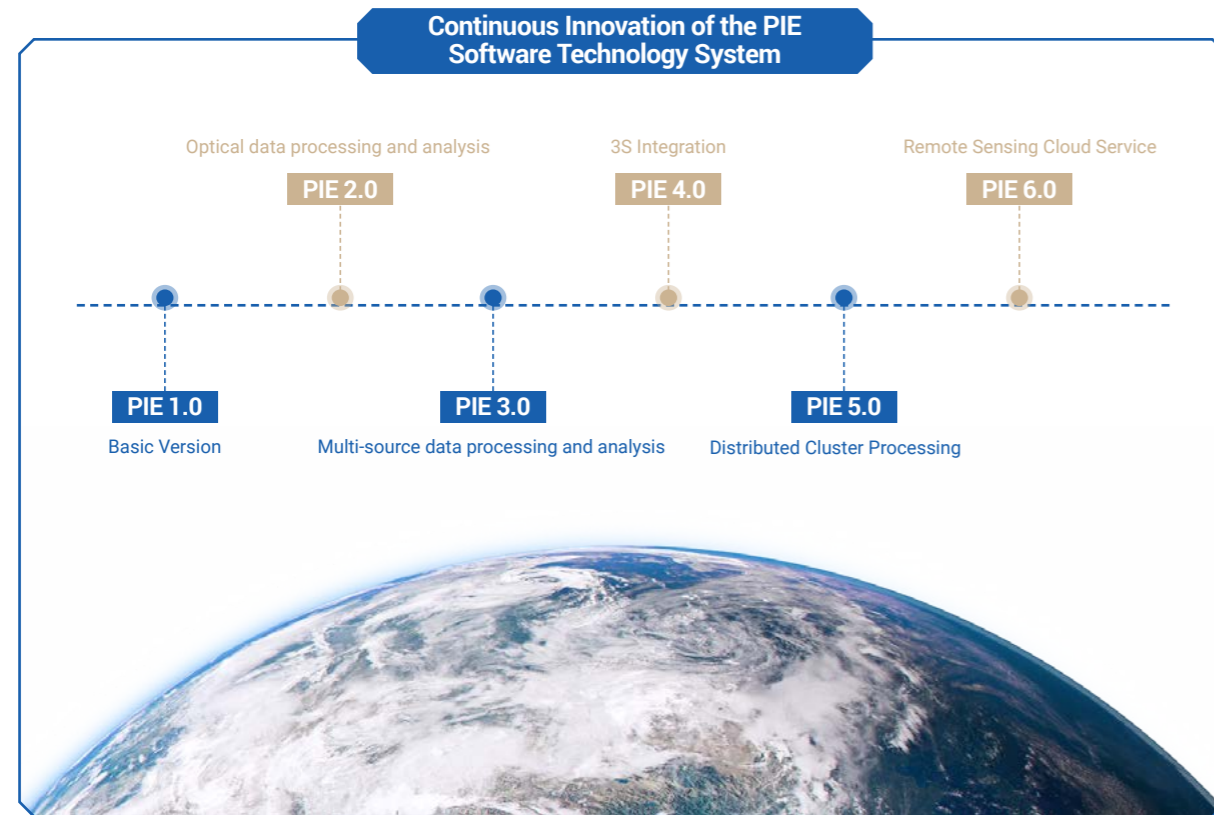 Continuous Innovation of the PIE
Software Technology System
Optical data processing and analysis
PIE 2.0
3S Integration
PIE 4.0
Remote Sensing Cloud Service
PIE 6.0
PIE 1.0
Basic Version
PIE 3.0
Multi-source data processing and analysis
PIE 5.0
Distributed Cluster Processing